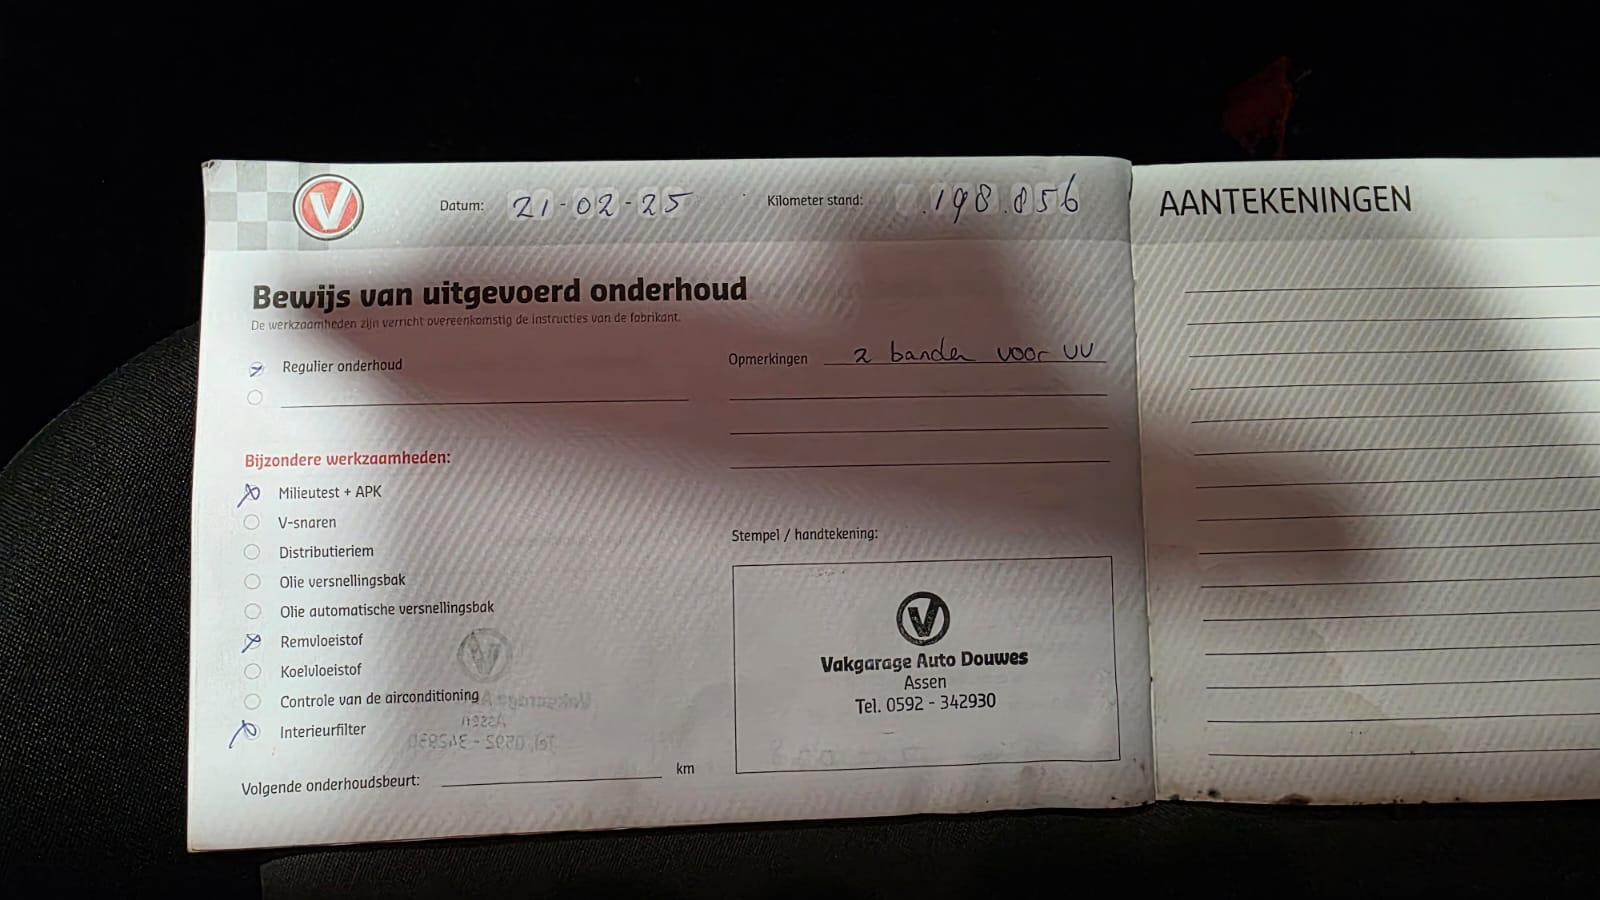 Datum: 21-02-25 Kilometer stand: 198.856
Bewijs van uitgevoerd onderhoud
De werkzaamheden zijn verricht overeenkomstig de instructies van de fabrikant.
Regulier onderhoud
Bijzondere werkzaamheden:
Milieutest + APK
V-snaren
Distributieriem
Olie versnellingsbak
Olie automatische versnellingsbak
Remvloeistof
Koelvloeistof
Controle van de airconditioning
Interieurfilter
Volgende onderhoudsbeurt: km
Opmerkingen 2 banden voor VV
Stempel / handtekening:
V
Vakgarage Auto Douwes
Assen
Tel. 0592 - 342930
AANTEKENINGEN